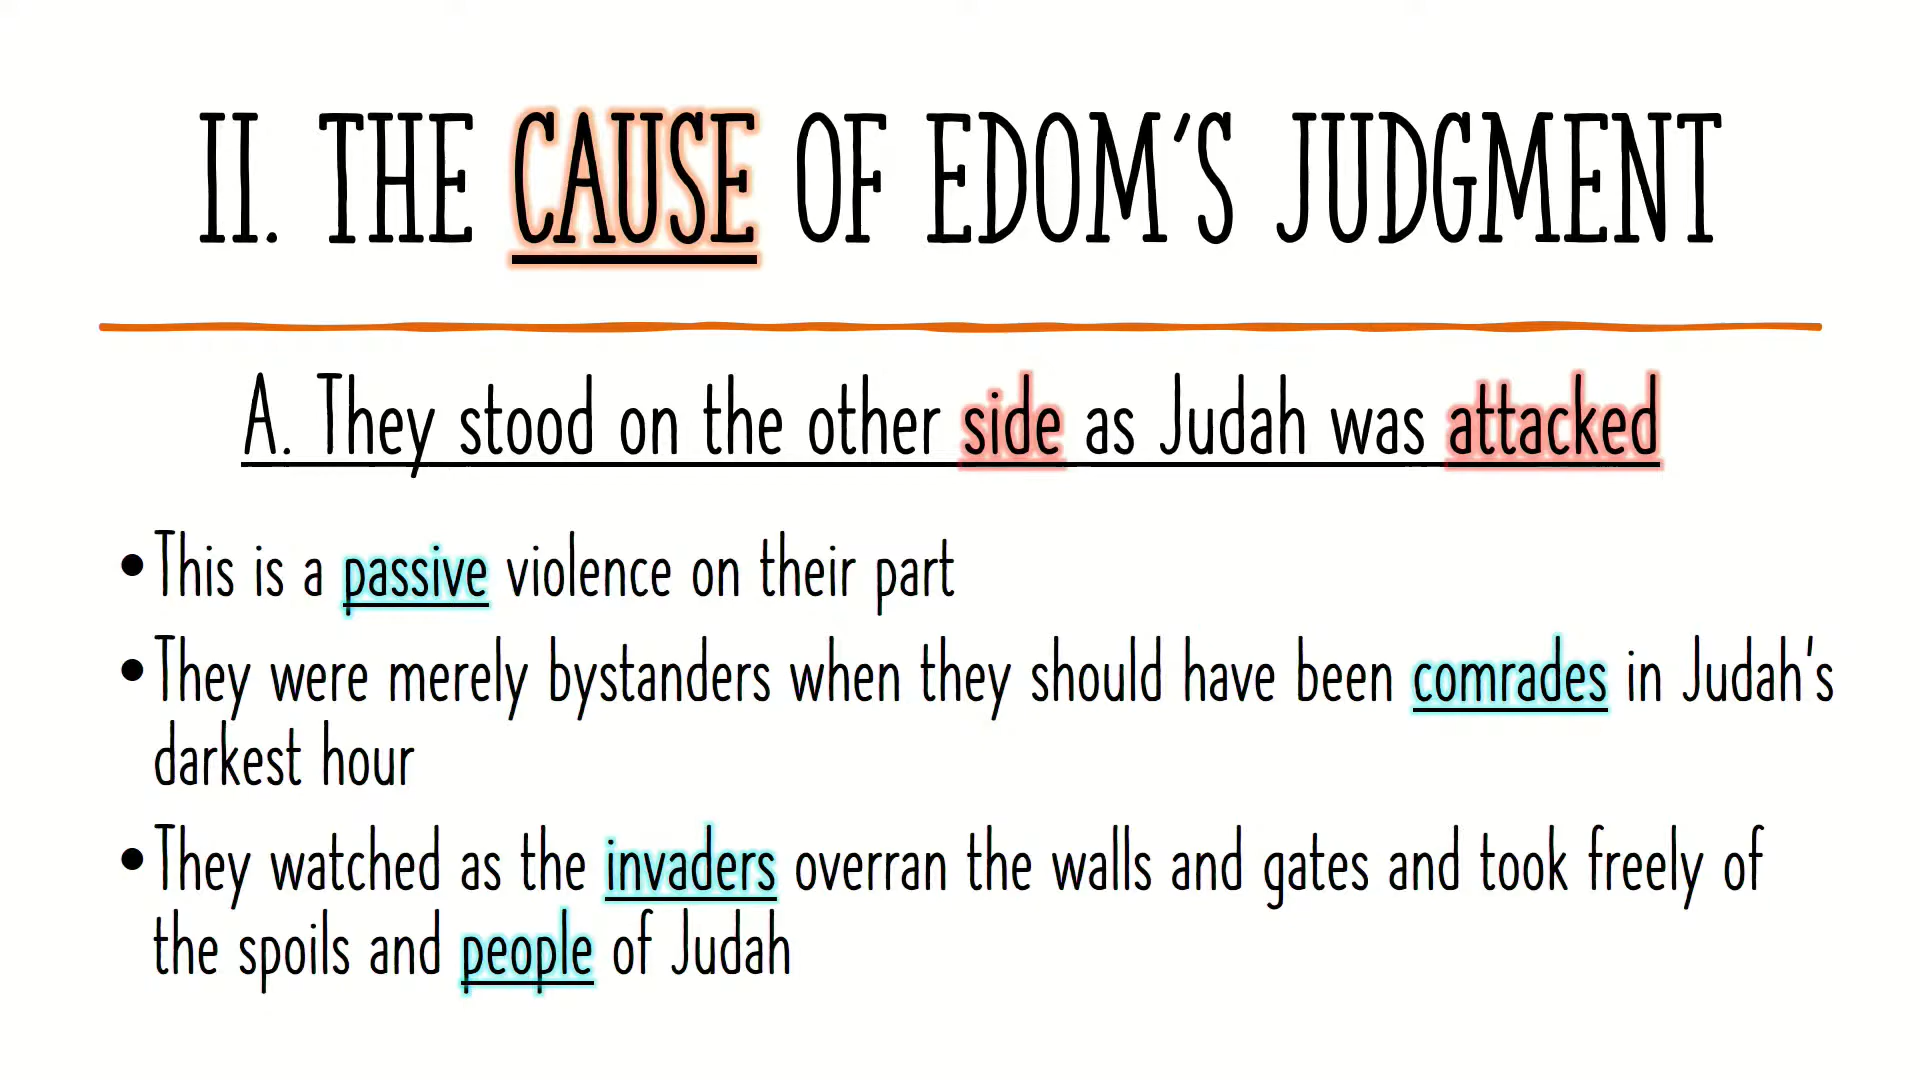 II. THE CAUSE OF EDOM'S JUDGMENT
A. They stood on the other side as Judah was attacked
•This is a passive violence on their part
•They were merely bystanders when they should have been comrades in Judah's
darkest hour
•They watched as the invaders overran the walls and gates and took freely of
the spoils and people of Judah